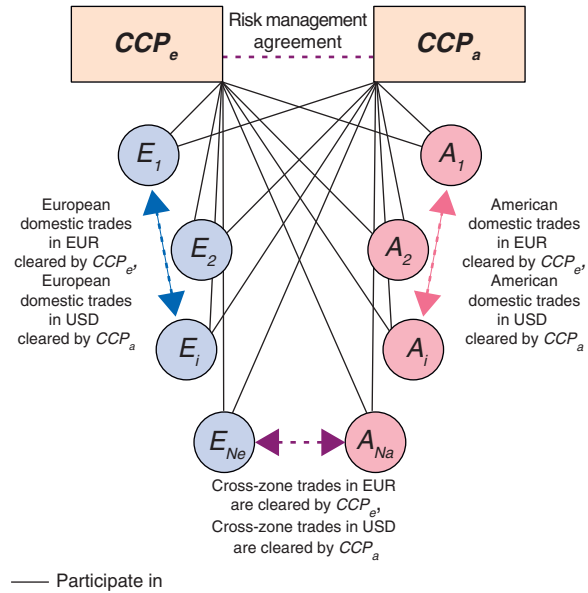 CCPe
Risk management
agreement
CCPa
E1
A1
European
domestic trades
in EUR
cleared by CCPe,
European
domestic trades
in USD
cleared by CCPa
American
domestic trades
in EUR
cleared by CCPe,
American
domestic trades
in USD
cleared by CCPa
E2
A2
Ei
Ai
ENe
ANa
Cross-zone trades in EUR
are cleared by CCPe,
Cross-zone trades in USD
are cleared by CCPa
Participate in